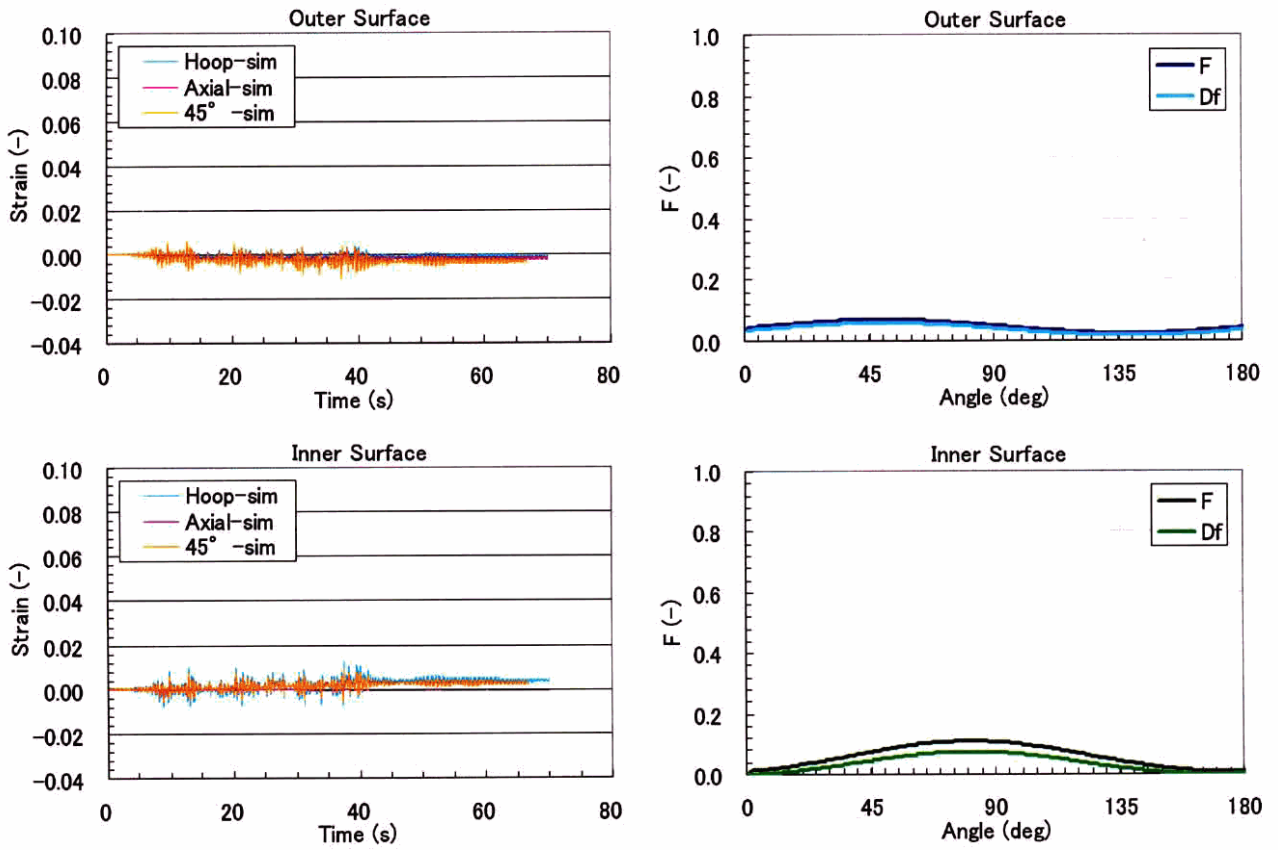 Outer Surface
0.10
0.08
0.06
0.04
0.02
0.00
−0.02
−0.04
Strain (−)
Hoop−sim
Axial−sim
45° −sim
0 20 40 60 80
Time (s)
Outer Surface
1.0
0.8
0.6
0.4
0.2
0.0
F (−)
F
Df
0 45 90 135 180
Angle (deg)
Inner Surface
0.10
0.08
0.06
0.04
0.02
0.00
−0.02
−0.04
Strain (−)
Hoop−sim
Axial−sim
45° −sim
0 20 40 60 80
Time (s)
Inner Surface
1.0
0.8
0.6
0.4
0.2
0.0
F (−)
F
Df
0 45 90 135 180
Angle (deg)